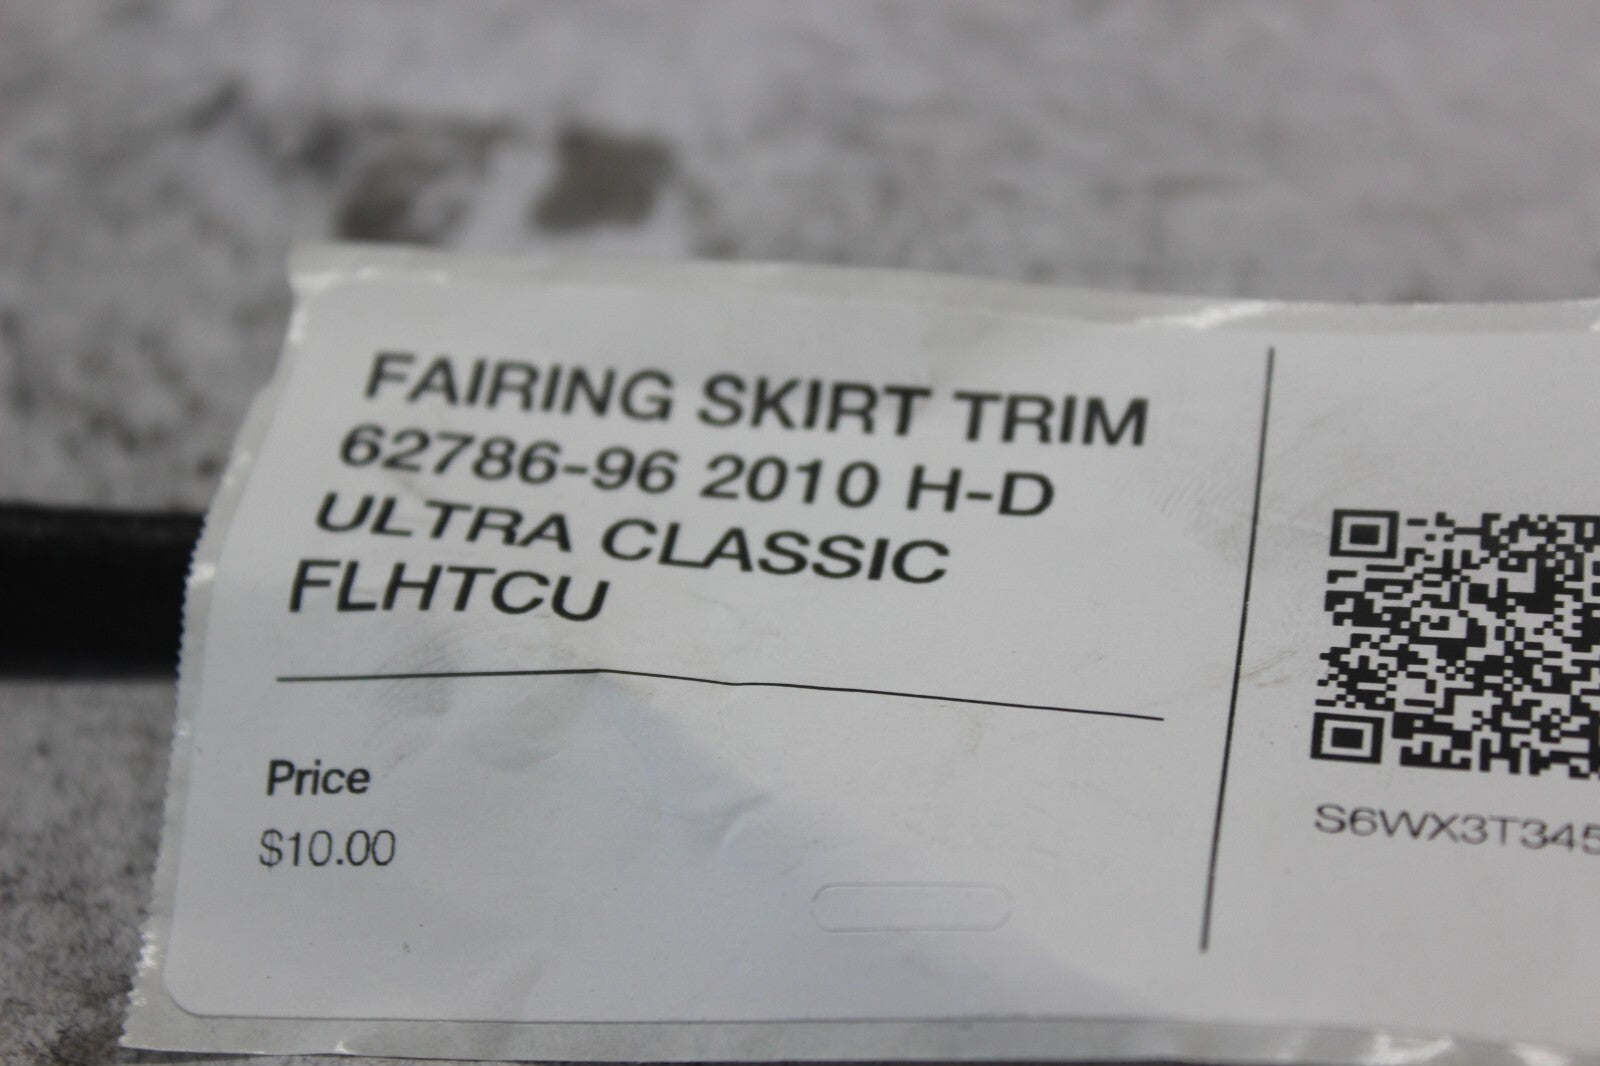 FAIRING SKIRT TRIM
62786-96 2010 H-D
ULTRA CLASSIC
FLHTCU
Price
$10.00
S6WX3T345